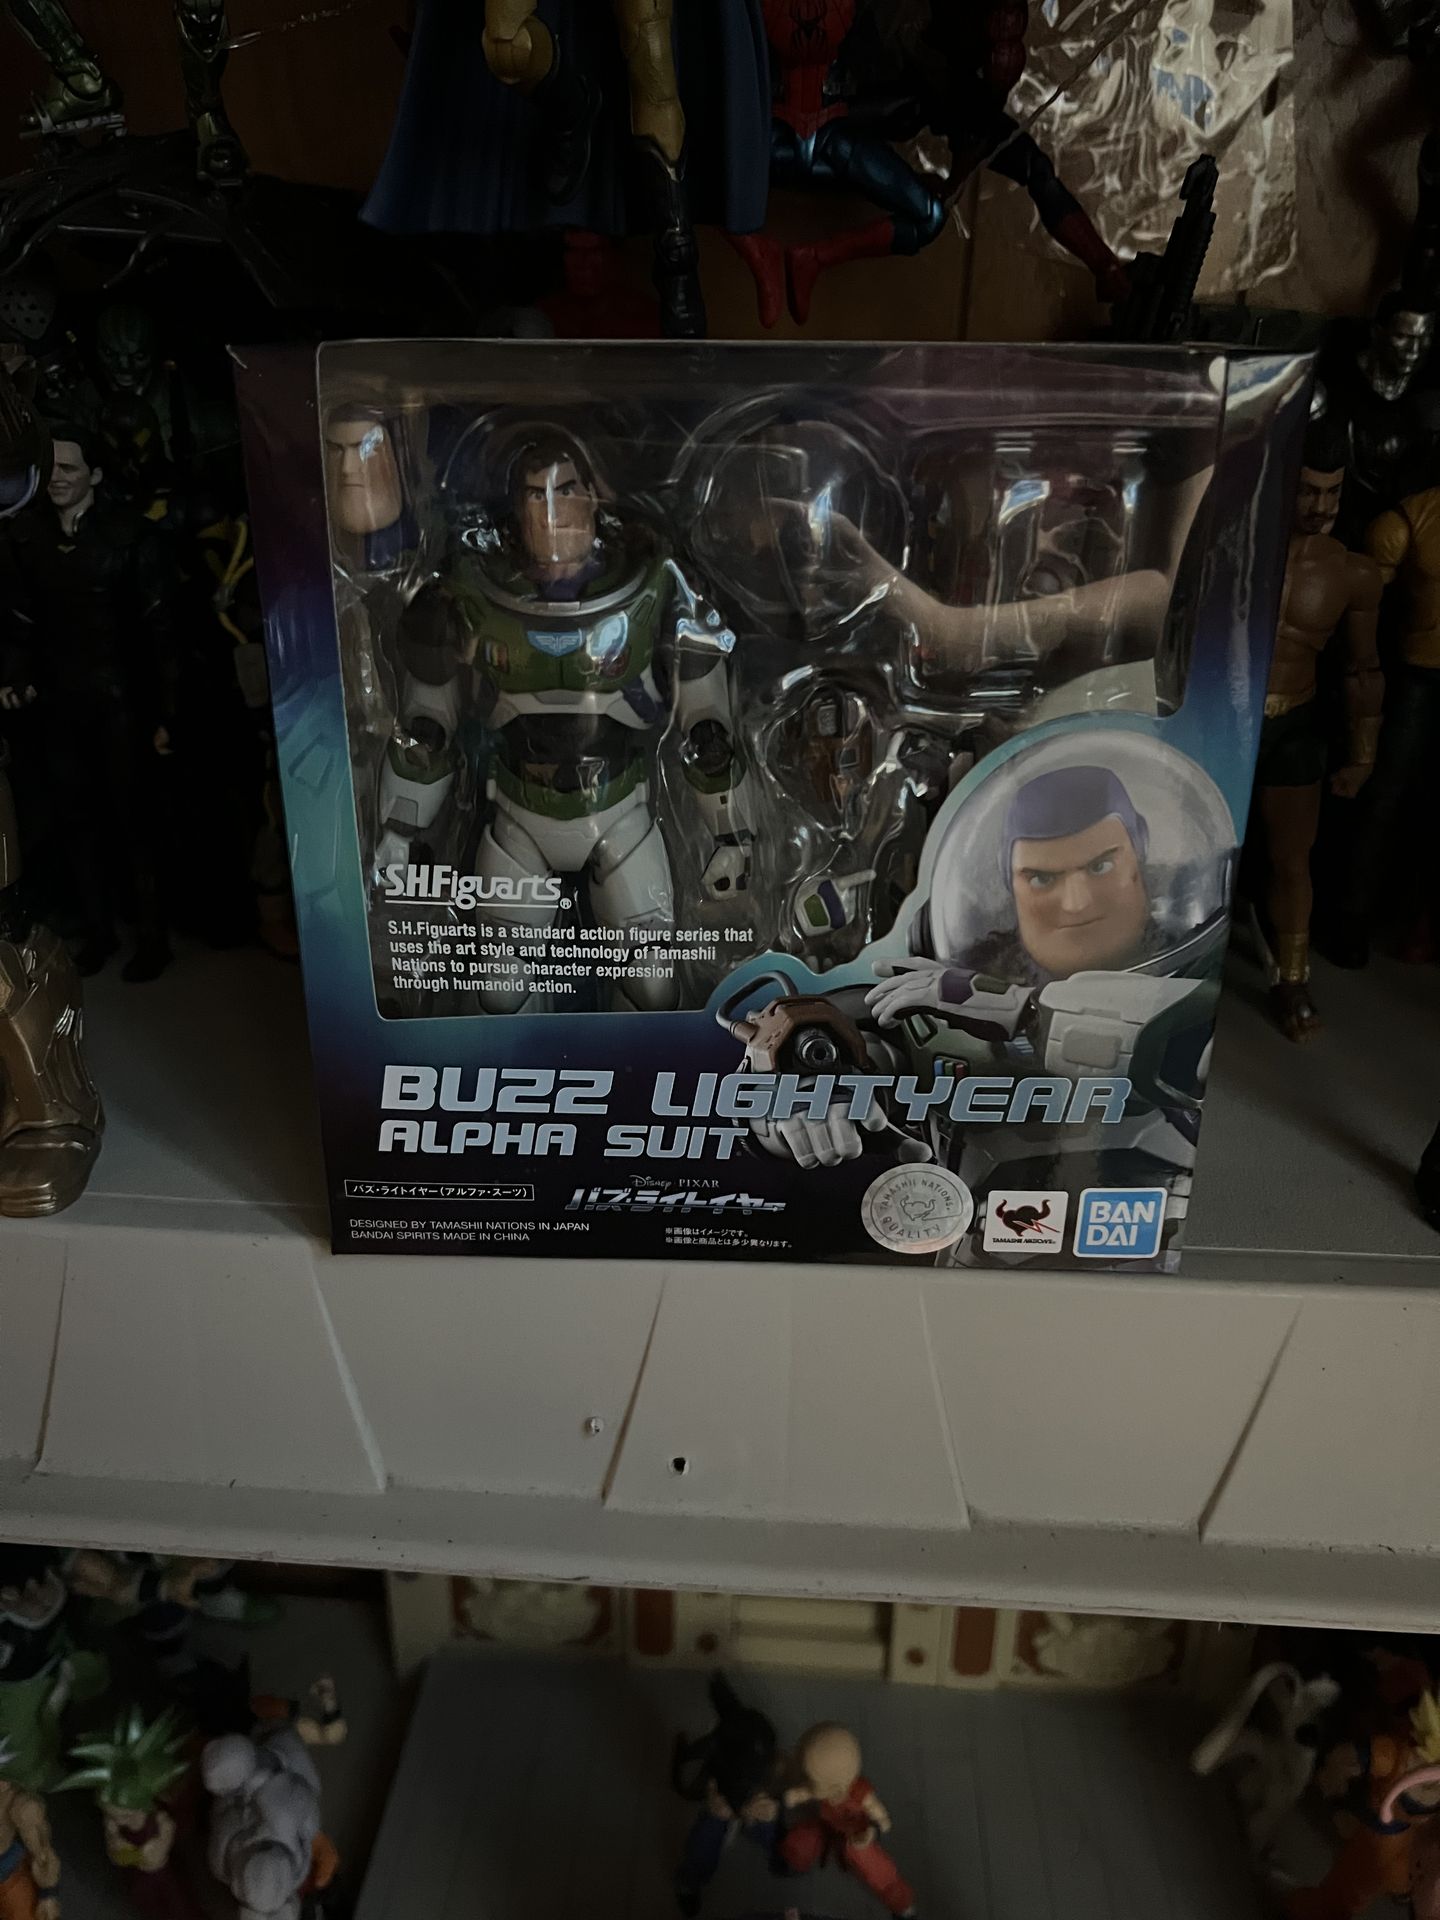 S.H.Figuarts®
S.H.Figuarts is a standard action figure series that
uses the art style and technology of Tamashii
Nations to pursue character expression
through humanoid action.
BUZZ LIGHTYEAR
ALPHA SUIT
バズ・ライトイヤー(アルファ・スーツ)
Disney PIXAR
バズ・ライトイヤー
DESIGNED BY TAMASHII NATIONS IN JAPAN
BANDAI SPIRITS MADE IN CHINA
※画像はイメージです。
※画像と商品とは多少異なります。
TAMASHII NATIONS
QUALITY
TAMASHII NATIONS
BAN
DAI